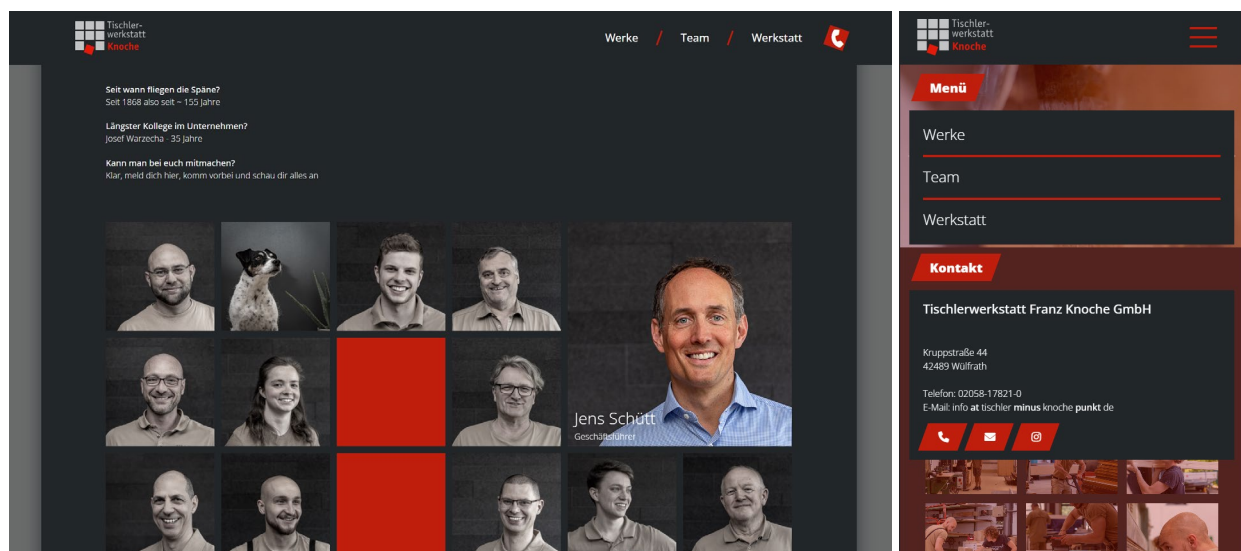 Tischler-
werkstatt
Knoche
Werke / Team / Werkstatt
Seit wann fliegen die Späne?
Seit 1868 also seit ~ 155 Jahre
Längster Kollege im Unternehmen?
Josef Warzecha - 35 Jahre
Kann man bei euch mitmachen?
Klar, meld dich hier, komm vorbei und schau dir alles an
Jens Schütt
Geschäftsführer
Tischler-
werkstatt
Knoche
Menü
Werke
Team
Werkstatt
Kontakt
Tischlerwerkstatt Franz Knoche GmbH
Kruppstraße 44
42489 Wülfrath
Telefon: 02058-17821-0
E-Mail: info at tischler minus knoche punkt de